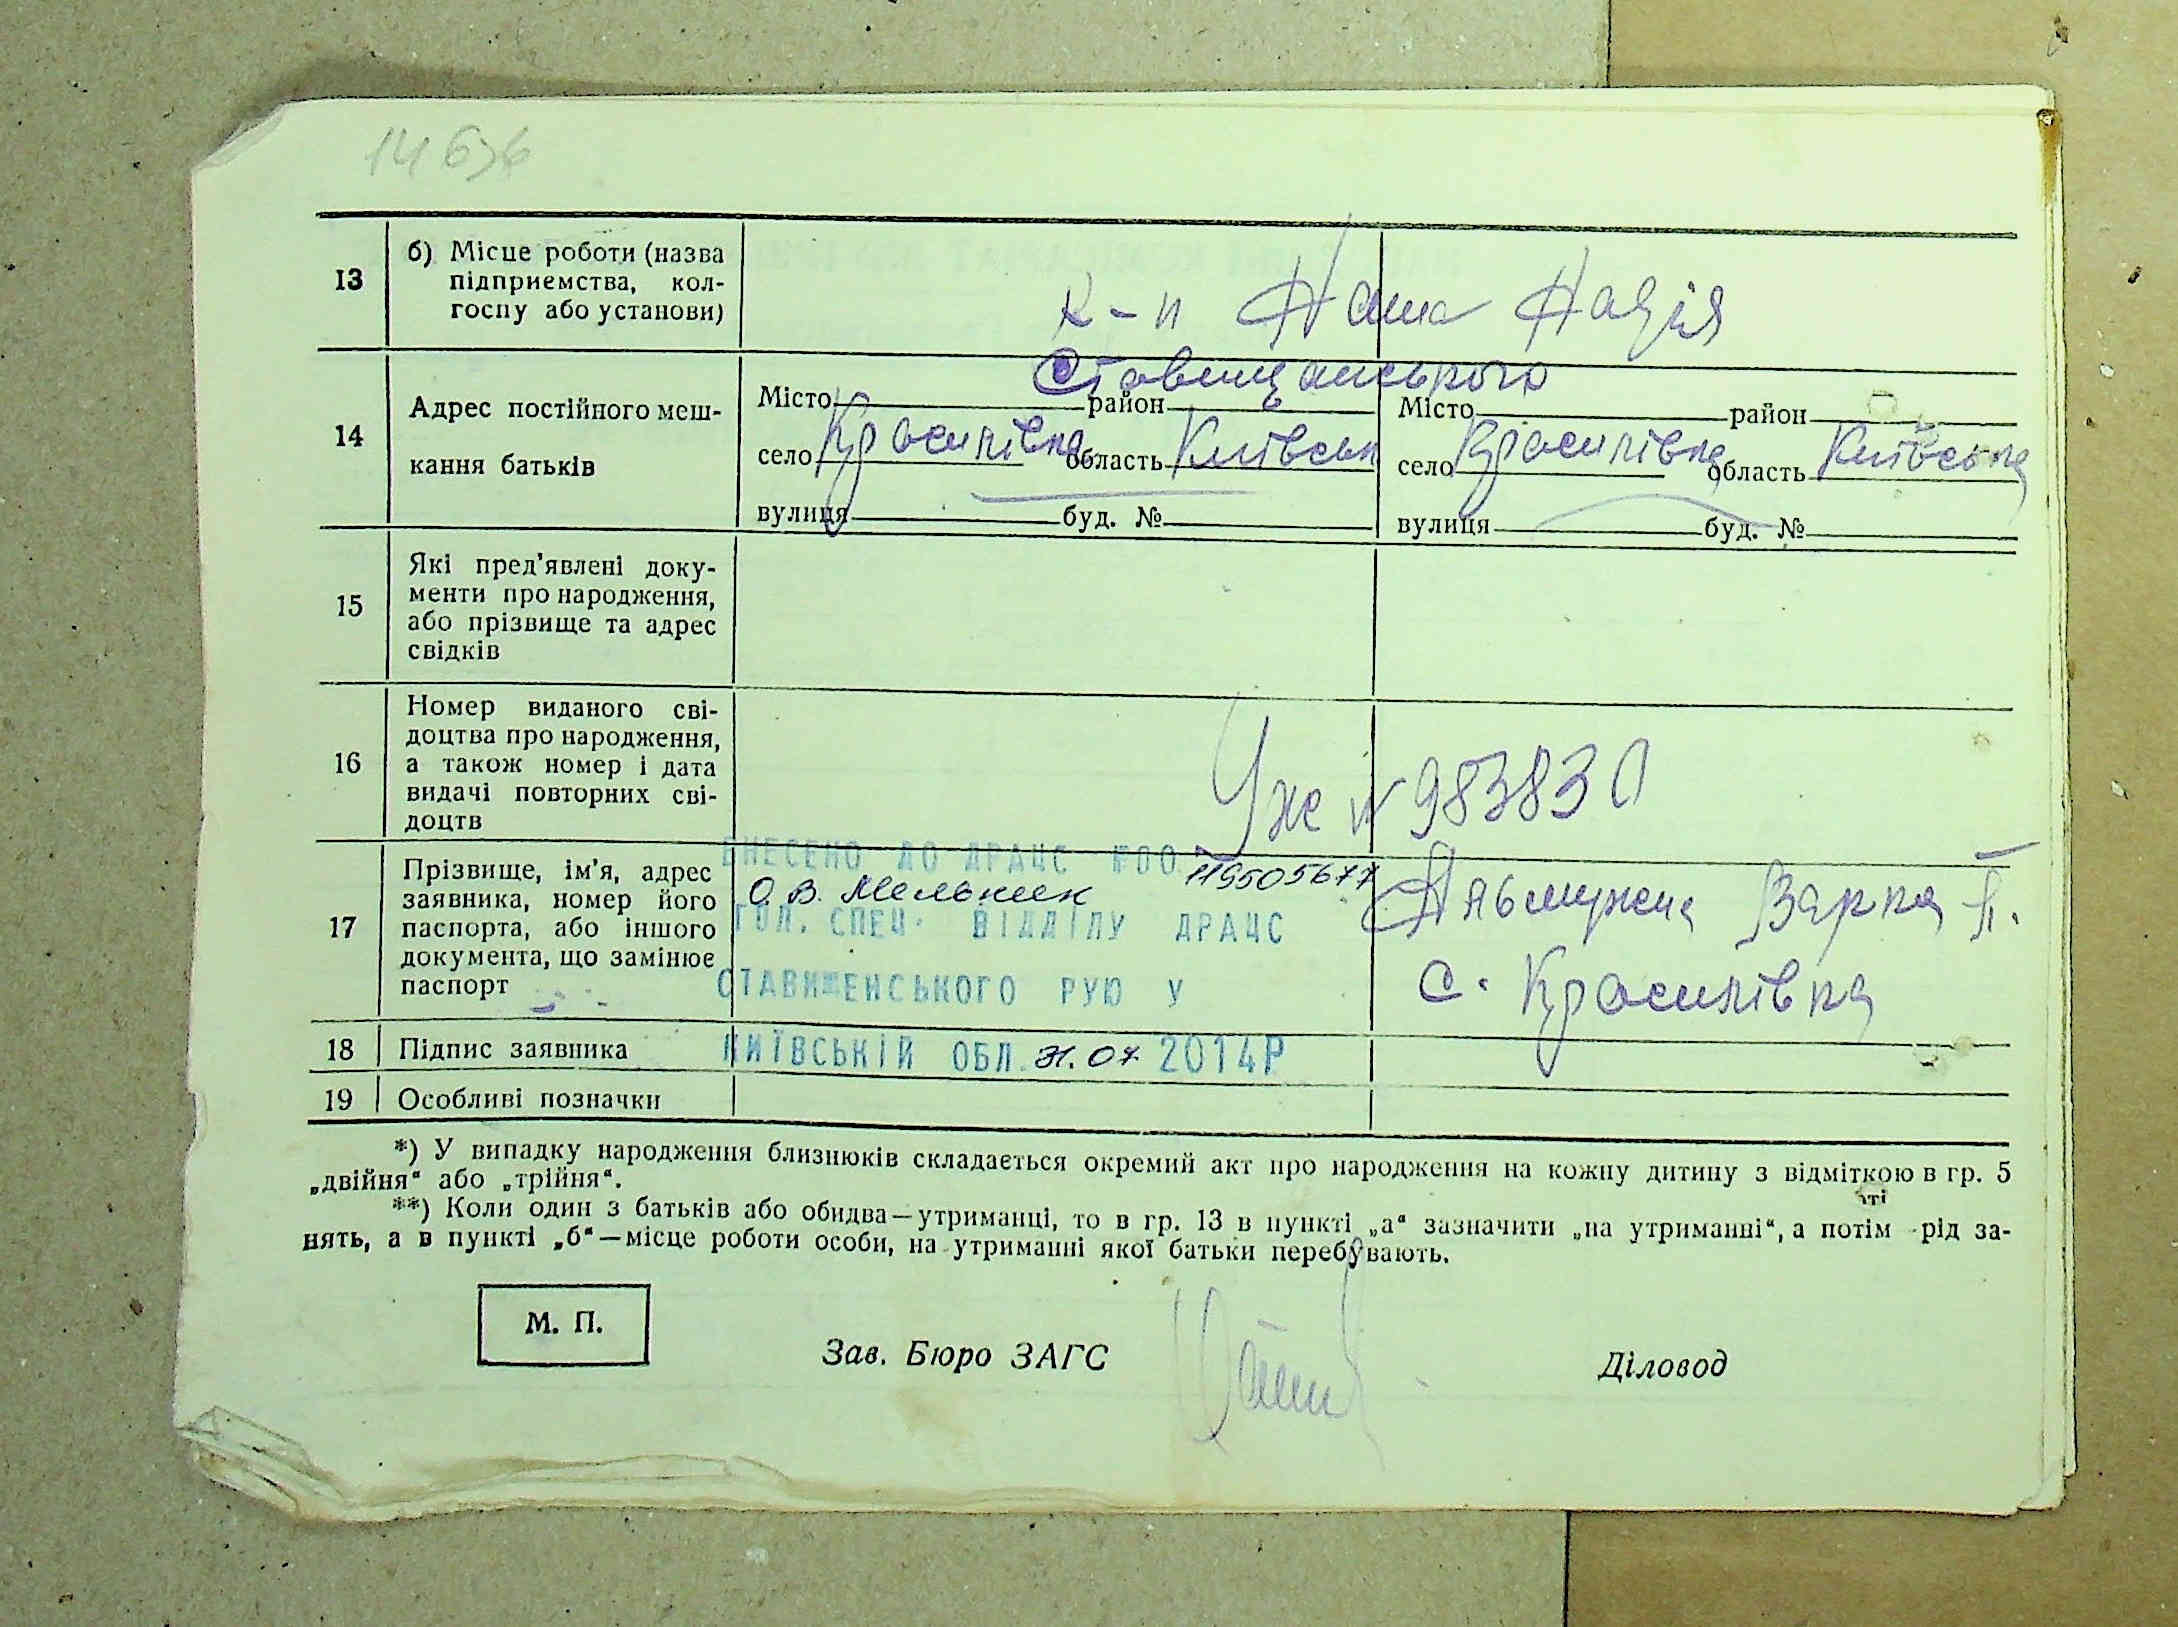 13
б) Місце роботи (назва
підприємства, кол-
госпу або установи)
к-п Наша Надія
14
Адрес постійного меш-
кання батьків
Ставищанського
Місто район
село Красилівка область Київськ
вулиця буд. №
Місто район
село Красилівка область Київська
вулиця буд. №
15
Які пред'явлені доку-
менти про народження,
або прізвище та адрес
свідків
16
Номер виданого сві-
доцтва про народження,
а також номер і дата
видачі повторних сві-
доцтв
№ 983830
17
Прізвище, ім'я, адрес
заявника, номер його
паспорта, або іншого
документа, що замінює
паспорт
ВНЕСЕНО ДО ДРАЦС №00119505677
О. В. Мельник
ГОЛ. СПЕЦ. ВІДДІЛУ ДРАЦС
СТАВИЩЕНСЬКОГО РУЮ У
КИЇВСЬКІЙ ОБЛ. 31.07 2014Р
Варка П.
с. Красилівка
18 Підпис заявника
19 Особливі позначки
*) У випадку народження близнюків складається окремий акт про народження на кожну дитину з відміткою в гр. 5
„двійня“ або „трійня“.
**) Коли один з батьків або обидва—утриманці, то в гр. 13 в пункті „а“ зазначити „на утриманні“, а потім рід за-
нять, а в пункті „б“—місце роботи особи, на утриманні якої батьки перебувають.
М. П.
Зав. Бюро ЗАГС
Діловод